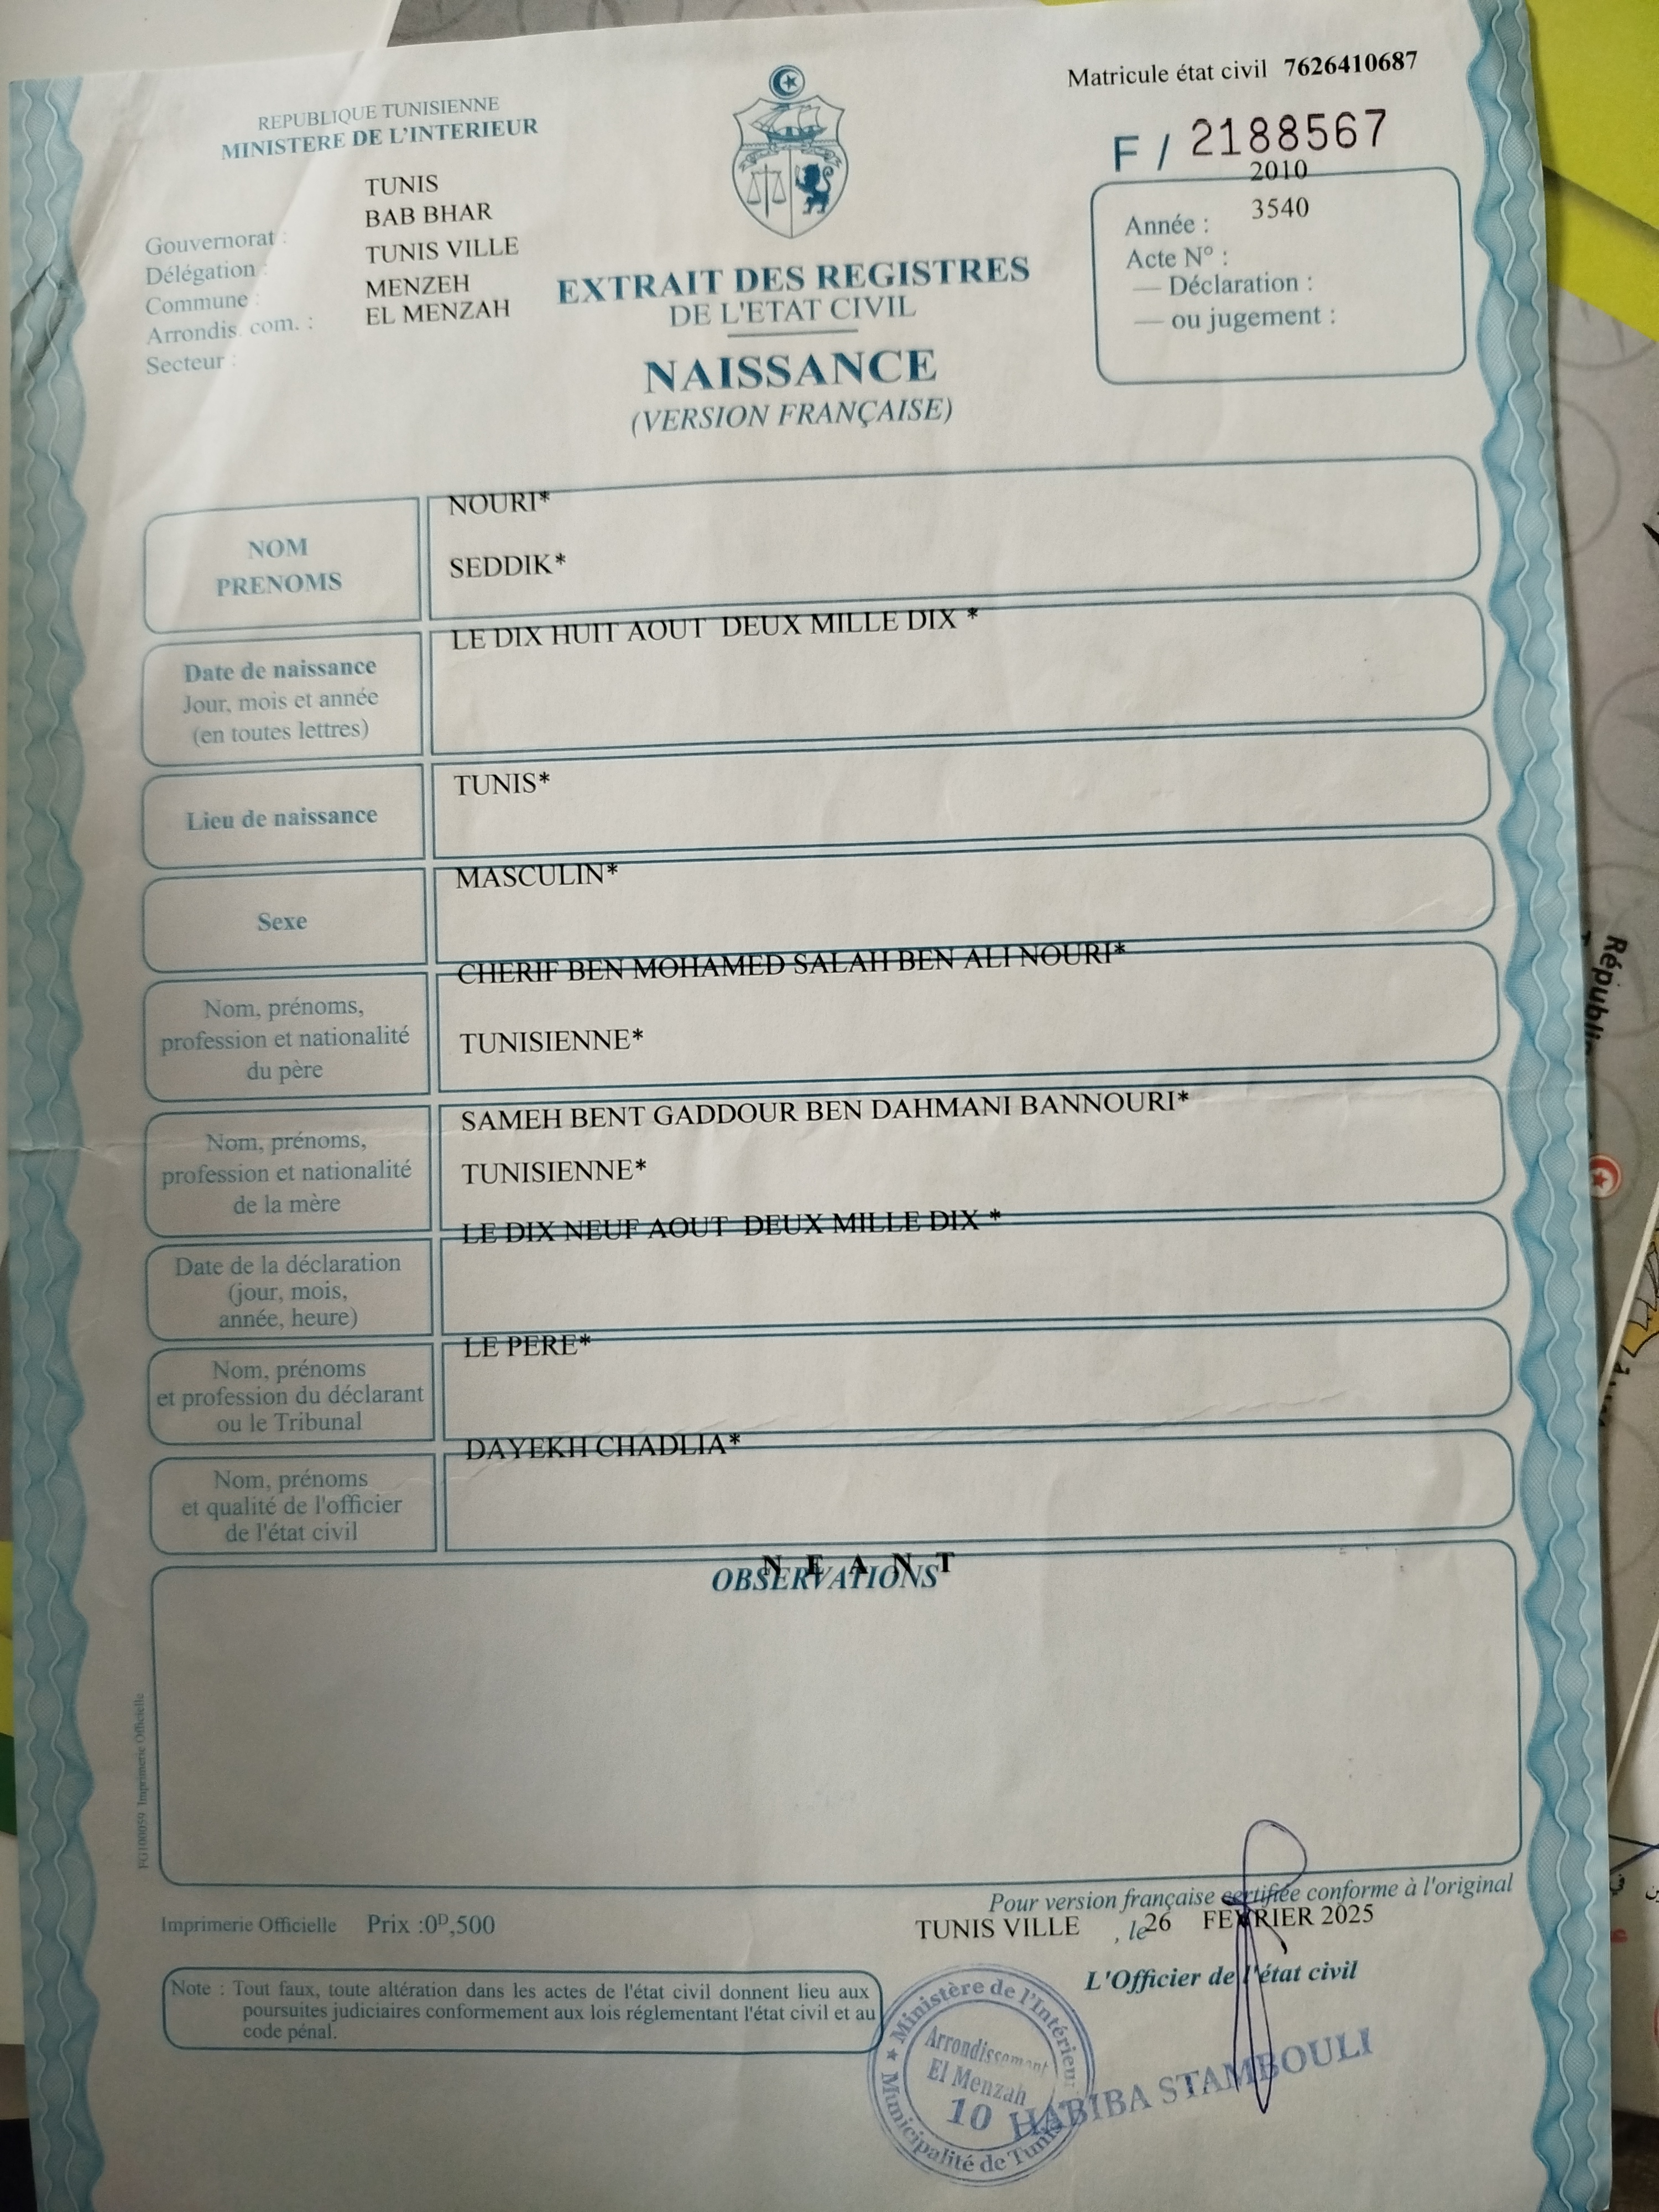 Matricule état civil 7626410687
REPUBLIQUE TUNISIENNE
MINISTERE DE L'INTERIEUR
F / 2188567
TUNIS
BAB BHAR
TUNIS VILLE
MENZEH
EL MENZAH
Gouvernorat :
Délégation :
Commune :
Arrondis. com. :
Secteur :
2010
3540
Année :
Acte N° :
— Déclaration :
— ou jugement :
EXTRAIT DES REGISTRES
DE L'ETAT CIVIL
NAISSANCE
(VERSION FRANÇAISE)
NOM
PRENOMS
NOURI*
SEDDIK*
Date de naissance
Jour, mois et année
(en toutes lettres)
LE DIX HUIT AOUT DEUX MILLE DIX *
Lieu de naissance
TUNIS*
Sexe
MASCULIN*
Nom, prénoms,
profession et nationalité
du père
CHERIF BEN MOHAMED SALAH BEN ALI NOURI*
TUNISIENNE*
Nom, prénoms,
profession et nationalité
de la mère
SAMEH BENT GADDOUR BEN DAHMANI BANNOURI*
TUNISIENNE*
Date de la déclaration
(jour, mois,
année, heure)
LE DIX NEUF AOUT DEUX MILLE DIX *
Nom, prénoms
et profession du déclarant
ou le Tribunal
LE PERE*
Nom, prénoms
et qualité de l'officier
de l'état civil
DAYEKH CHADLIA*
N E A N T
OBSERVATIONS
FG100059 Imprimerie Officielle
Pour version française certifiée conforme à l'original
Imprimerie Officielle Prix :0ᴰ,500
TUNIS VILLE , le 26 FEVRIER 2025
L'Officier de l'état civil
Note : Tout faux, toute altération dans les actes de l'état civil donnent lieu aux
poursuites judiciaires conformement aux lois réglementant l'état civil et au
code pénal.
Ministère de l'Intérieur
Arrondissement
El Menzah
10
Municipalité de Tunis
HABIBA STAMBOULI